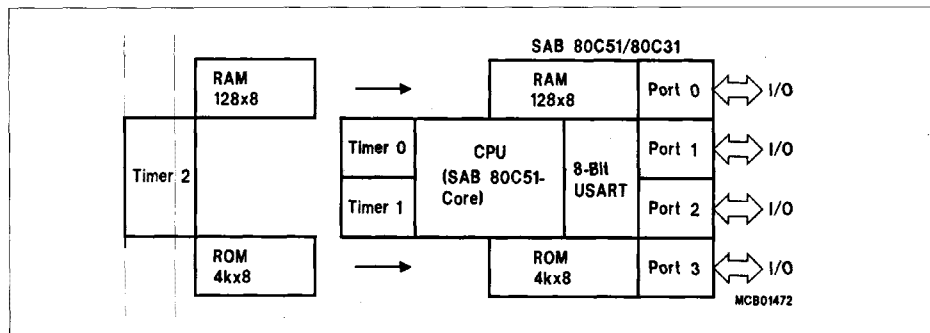 SAB 80C51/80C31
RAM
128x8
RAM
128x8
Port 0
I/O
Timer 2
Timer 0
CPU
(SAB 80C51-
Core)
8-Bit
USART
Port 1
I/O
Timer 1
Port 2
I/O
ROM
4kx8
ROM
4kx8
Port 3
I/O
MCB01472